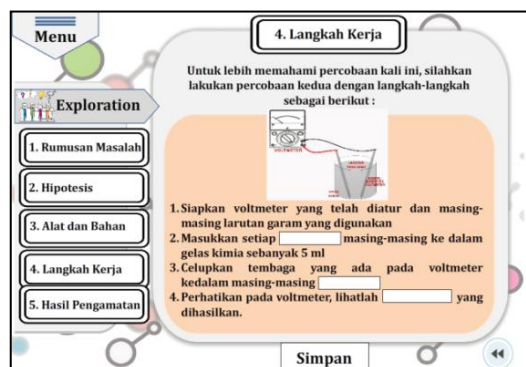 Menu
4. Langkah Kerja
Untuk lebih memahami percobaan kali ini, silahkan
lakukan percobaan kedua dengan langkah-langkah
sebagai berikut :
Exploration
1. Rumusan Masalah
2. Hipotesis
3. Alat dan Bahan
4. Langkah Kerja
5. Hasil Pengamatan
VOLTMETER
1. Siapkan voltmeter yang telah diatur dan masing-
masing larutan garam yang digunakan
2. Masukkan setiap masing-masing ke dalam
gelas kimia sebanyak 5 ml
3. Celupkan tembaga yang ada pada voltmeter
kedalam masing-masing
4. Perhatikan pada voltmeter, lihatlah yang
dihasilkan.
Simpan